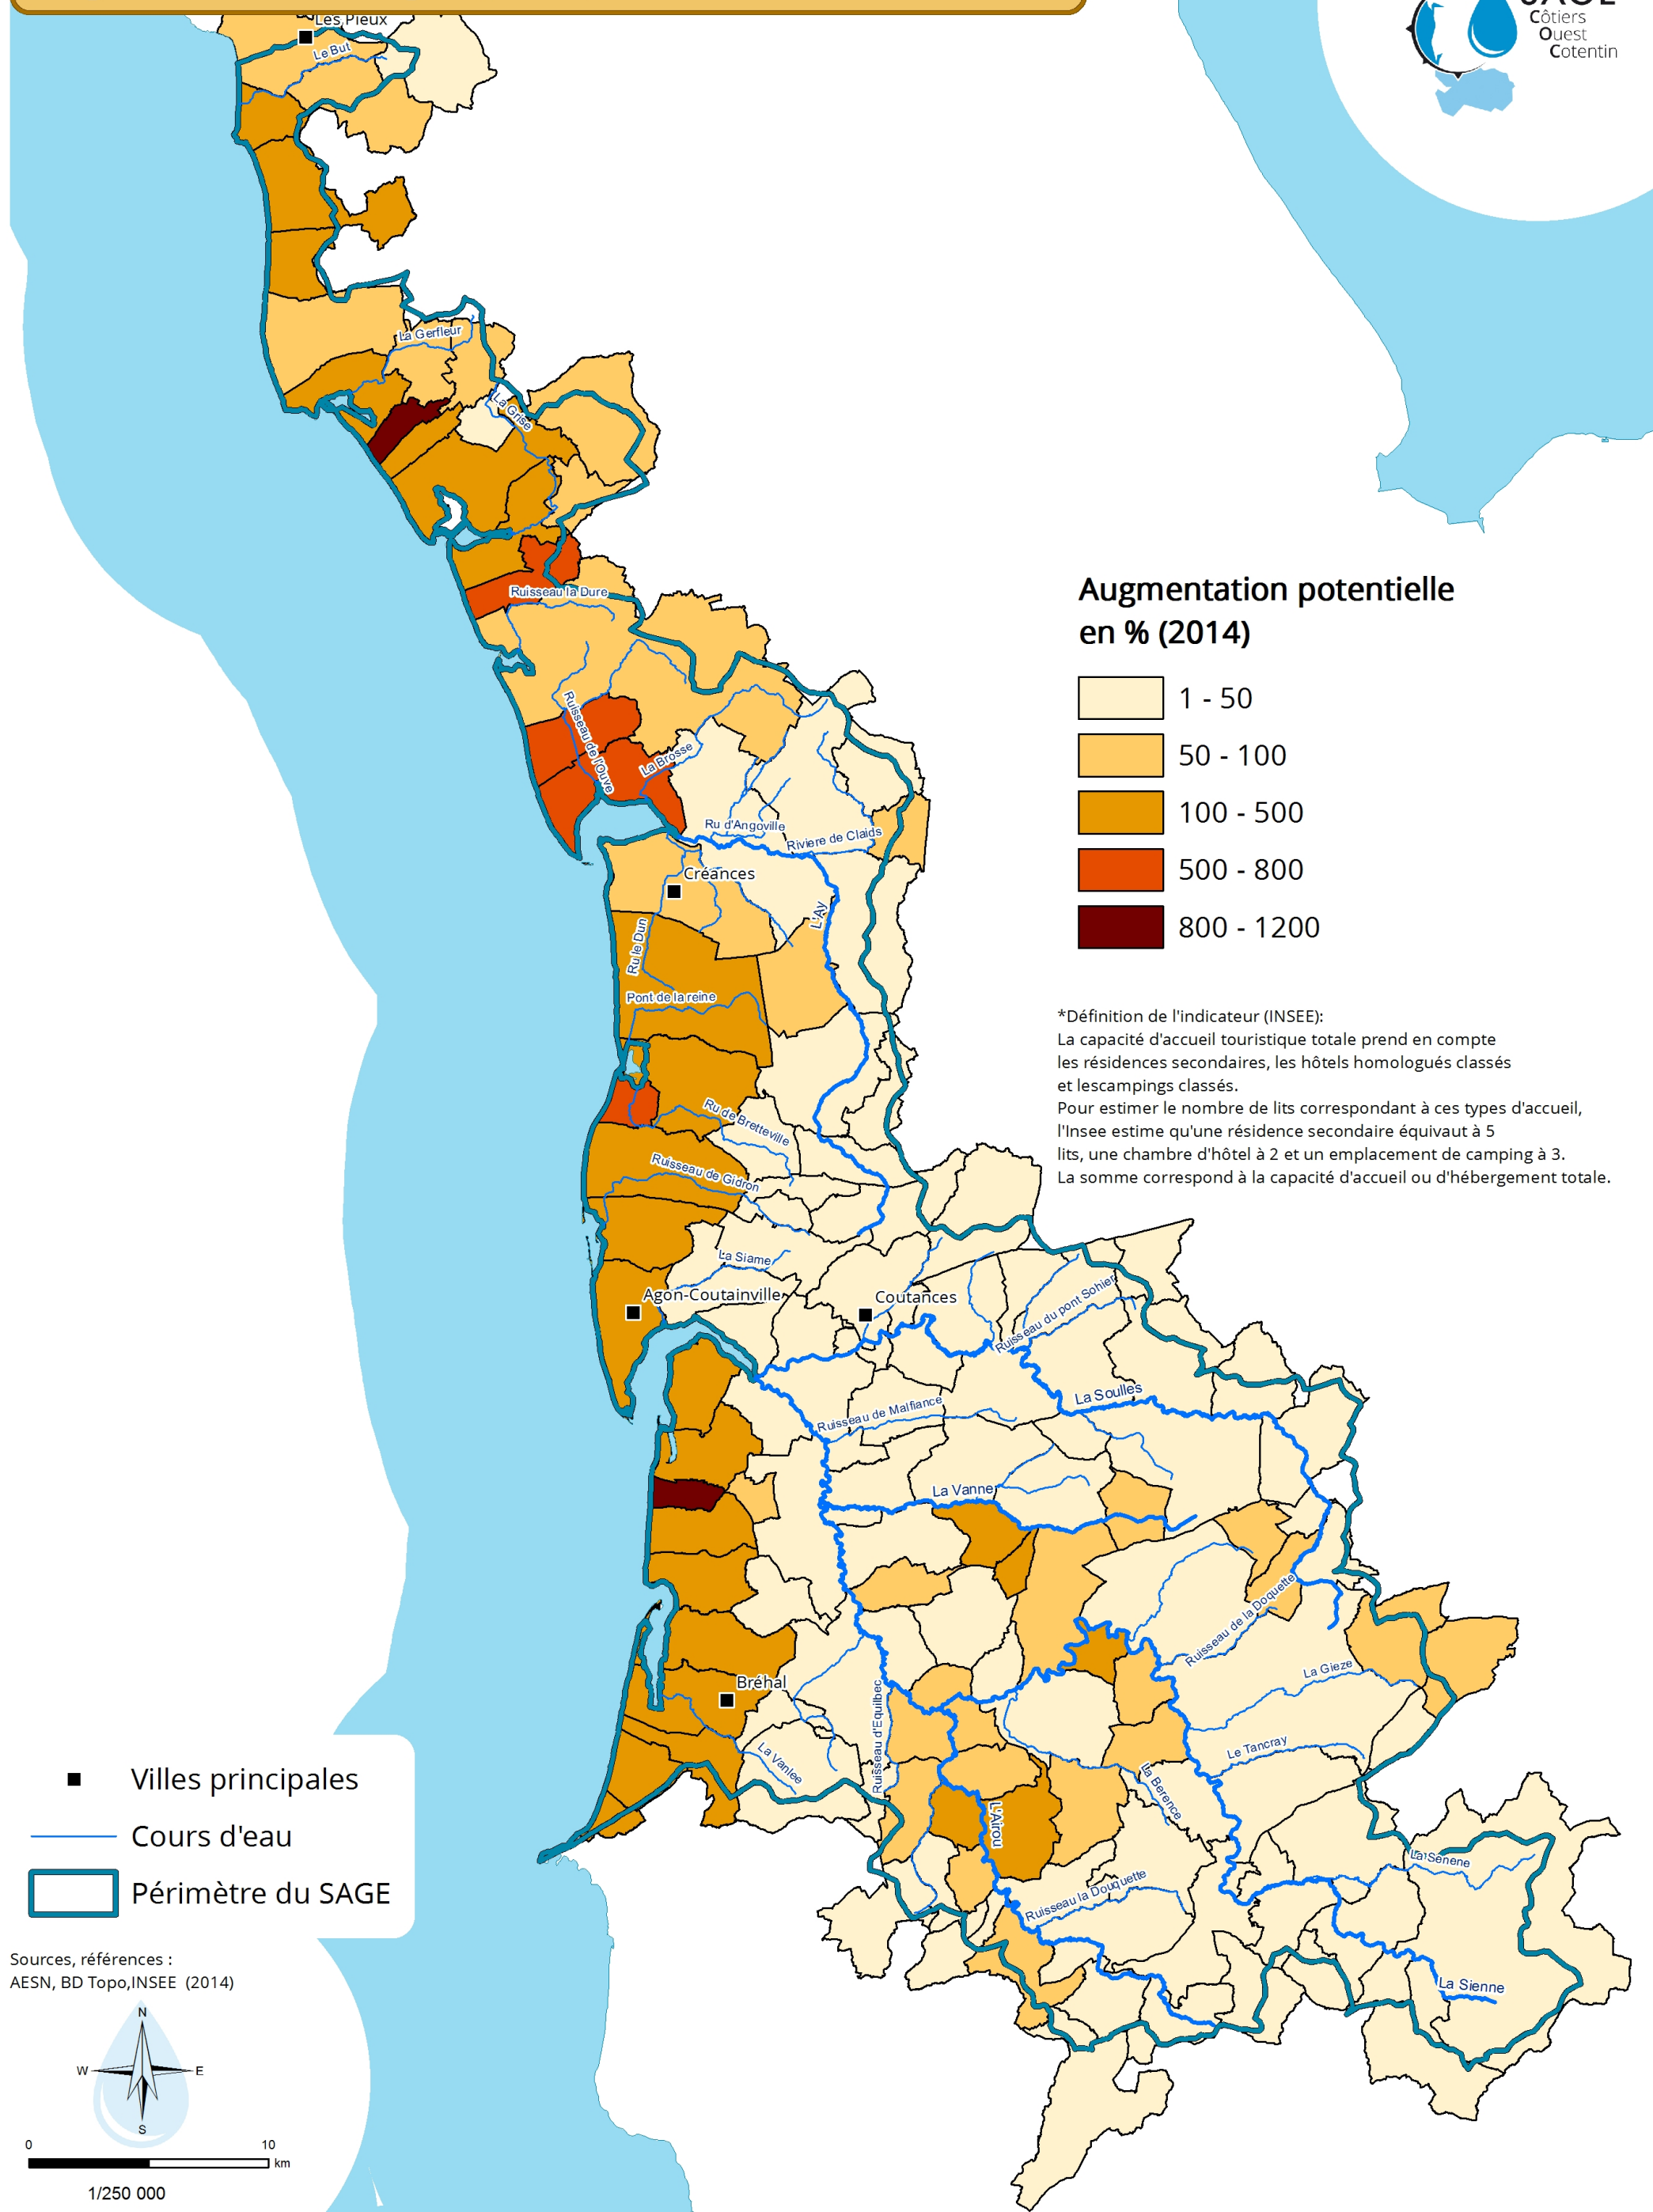 Côtiers
Ouest
Cotentin
Les Pieux
Le But
La Gerfleur
La Grise
Ruisseau la Dure
Ruisseau de l'Ouve
La Brosse
Ru d'Angoville
Riviere de Claids
Créances
L'Ay
Ru le Dun
Pont de la reine
Ru de Bretteville
Ruisseau de Gidron
La Siame
Agon-Coutainville
Coutances
Ruisseau du pont Sohier
La Soulles
Ruisseau de Malfiance
La Vanne
Ruisseau de la Doquette
La Gieze
Bréhal
Ruisseau d'Equilbec
La Vanlee
Le Tancray
La Berence
L'Airou
La Senene
Ruisseau la Douquette
La Sienne
Augmentation potentielle
en % (2014)
1 - 50
50 - 100
100 - 500
500 - 800
800 - 1200
*Définition de l'indicateur (INSEE):
La capacité d'accueil touristique totale prend en compte
les résidences secondaires, les hôtels homologués classés
et lescampings classés.
Pour estimer le nombre de lits correspondant à ces types d'accueil,
l'Insee estime qu'une résidence secondaire équivaut à 5
lits, une chambre d'hôtel à 2 et un emplacement de camping à 3.
La somme correspond à la capacité d'accueil ou d'hébergement totale.
Villes principales
Cours d'eau
Périmètre du SAGE
Sources, références :
AESN, BD Topo,INSEE (2014)
N
W
E
S
0 10
km
1/250 000